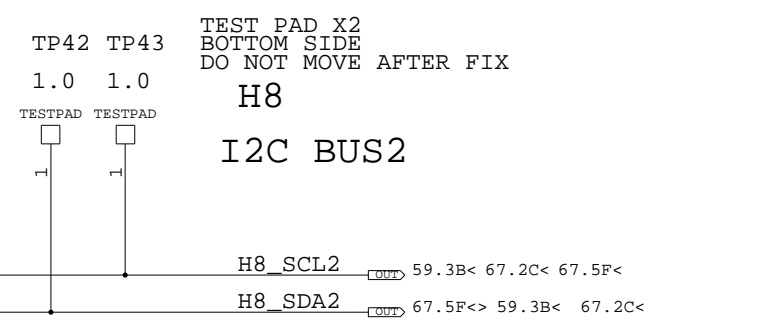 TEST PAD X2
BOTTOM SIDE
DO NOT MOVE AFTER FIX
TP42 TP43
1.0 1.0
H8
TESTPAD TESTPAD
I2C BUS2
1 1
H8_SCL2 OUT 59.3B< 67.2C< 67.5F<
H8_SDA2 OUT 67.5F<> 59.3B< 67.2C<